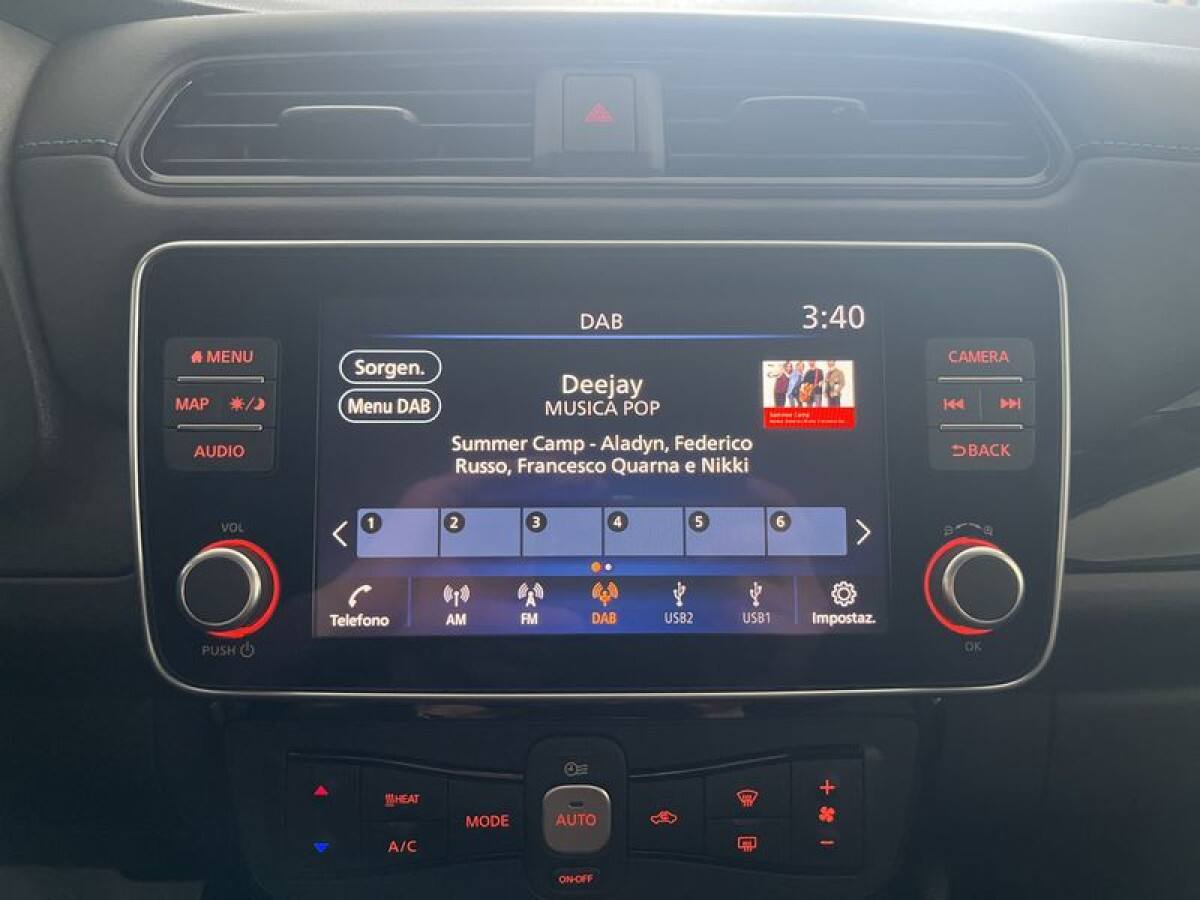 DAB
3:40
MENU
MAP
AUDIO
Sorgen.
Menu DAB
Deejay
MUSICA POP
Summer Camp - Aladyn, Federico
Russo, Francesco Quarna e Nikki
Summer Camp
CAMERA
BACK
1 2 3 4 5 6
VOL
PUSH
Telefono
AM
FM
DAB
USB2
USB1
Impostaz.
OK
HEAT
A/C
MODE
AUTO
ON·OFF